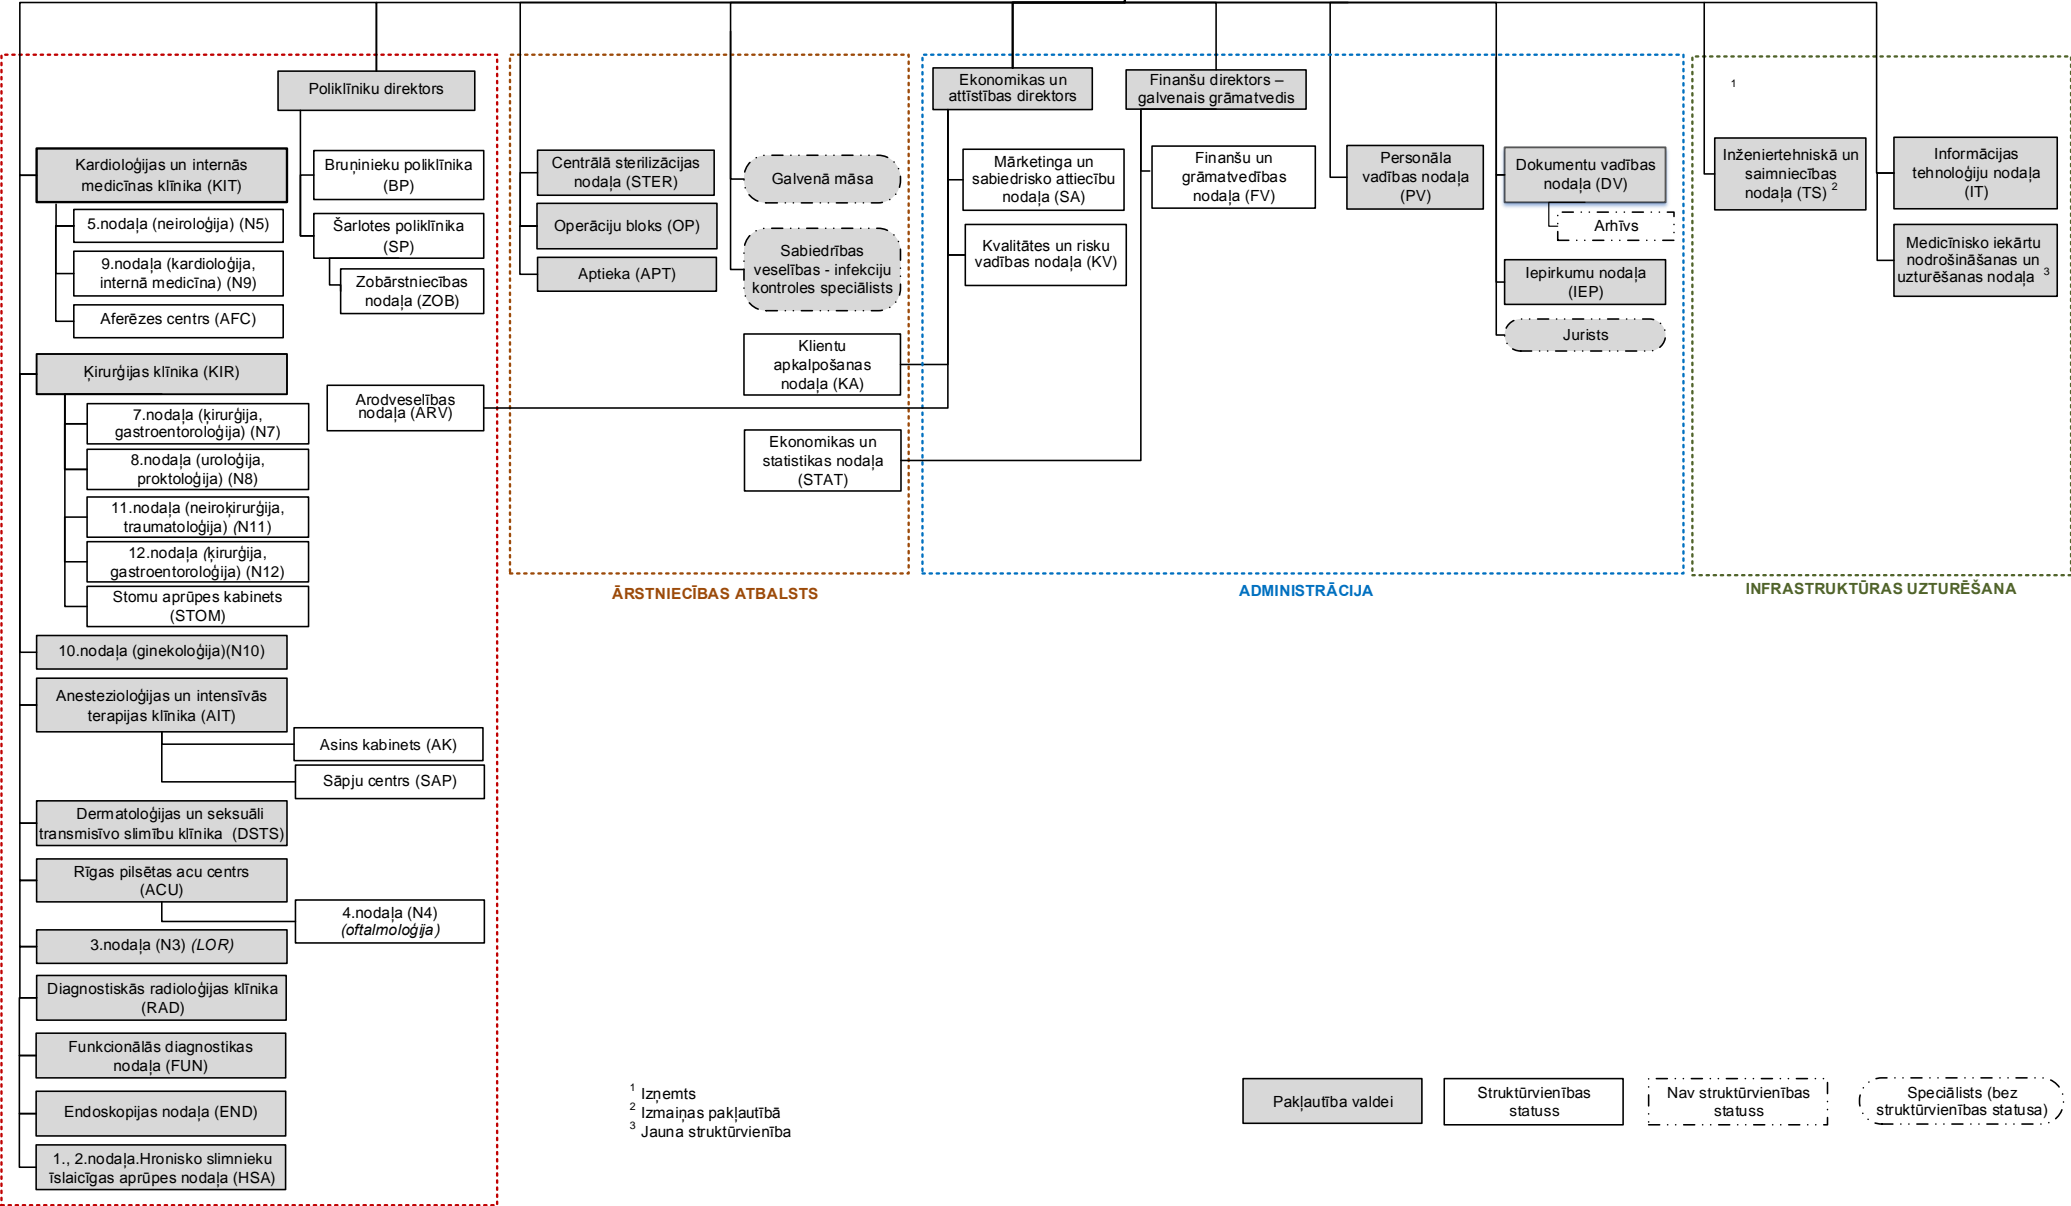 Poliklīniku direktors
Kardioloģijas un internās
medicīnas klīnika (KIT)
5.nodaļa (neiroloģija) (N5)
9.nodaļa (kardioloģija,
internā medicīna) (N9)
Aferēzes centrs (AFC)
Bruņinieku poliklīnika
(BP)
Šarlotes poliklīnika
(SP)
Zobārstniecības
nodaļa (ZOB)
Ķirurģijas klīnika (KIR)
Arodveselības
nodaļa (ARV)
7.nodaļa (ķirurģija,
gastroentoroloģija) (N7)
8.nodaļa (uroloģija,
proktoloģija) (N8)
11.nodaļa (neiroķirurģija,
traumatoloģija) (N11)
12.nodaļa (ķirurģija,
gastroentoroloģija) (N12)
Stomu aprūpes kabinets
(STOM)
10.nodaļa (ginekoloģija)(N10)
Anestezioloģijas un intensīvās
terapijas klīnika (AIT)
Asins kabinets (AK)
Sāpju centrs (SAP)
Dermatoloģijas un seksuāli
transmisīvo slimību klīnika (DSTS)
Rīgas pilsētas acu centrs
(ACU)
4.nodaļa (N4)
(oftalmoloģija)
3.nodaļa (N3) (LOR)
Diagnostiskās radioloģijas klīnika
(RAD)
Funkcionālās diagnostikas
nodaļa (FUN)
Endoskopijas nodaļa (END)
1., 2.nodaļa.Hronisko slimnieku
īslaicīgas aprūpes nodaļa (HSA)
Centrālā sterilizācijas
nodaļa (STER)
Operāciju bloks (OP)
Aptieka (APT)
Galvenā māsa
Sabiedrības
veselības - infekciju
kontroles speciālists
Klientu
apkalpošanas
nodaļa (KA)
Ekonomikas un
statistikas nodaļa
(STAT)
ĀRSTNIECĪBAS ATBALSTS
Ekonomikas un
attīstības direktors
Finanšu direktors –
galvenais grāmatvedis
Mārketinga un
sabiedrisko attiecību
nodaļa (SA)
Kvalitātes un risku
vadības nodaļa (KV)
Finanšu un
grāmatvedības
nodaļa (FV)
Personāla
vadības nodaļa
(PV)
Dokumentu vadības
nodaļa (DV)
Arhīvs
Iepirkumu nodaļa
(IEP)
Jurists
ADMINISTRĀCIJA
1
Inženiertehniskā un
saimniecības
nodaļa (TS) 2
Informācijas
tehnoloģiju nodaļa
(IT)
Medicīnisko iekārtu
nodrošināšanas un
uzturēšanas nodaļa 3
INFRASTRUKTŪRAS UZTURĒŠANA
1 Izņemts
2 Izmaiņas pakļautībā
3 Jauna struktūrvienība
Pakļautība valdei
Struktūrvienības
statuss
Nav struktūrvienības
statuss
Speciālists (bez
struktūrvienības statusa)